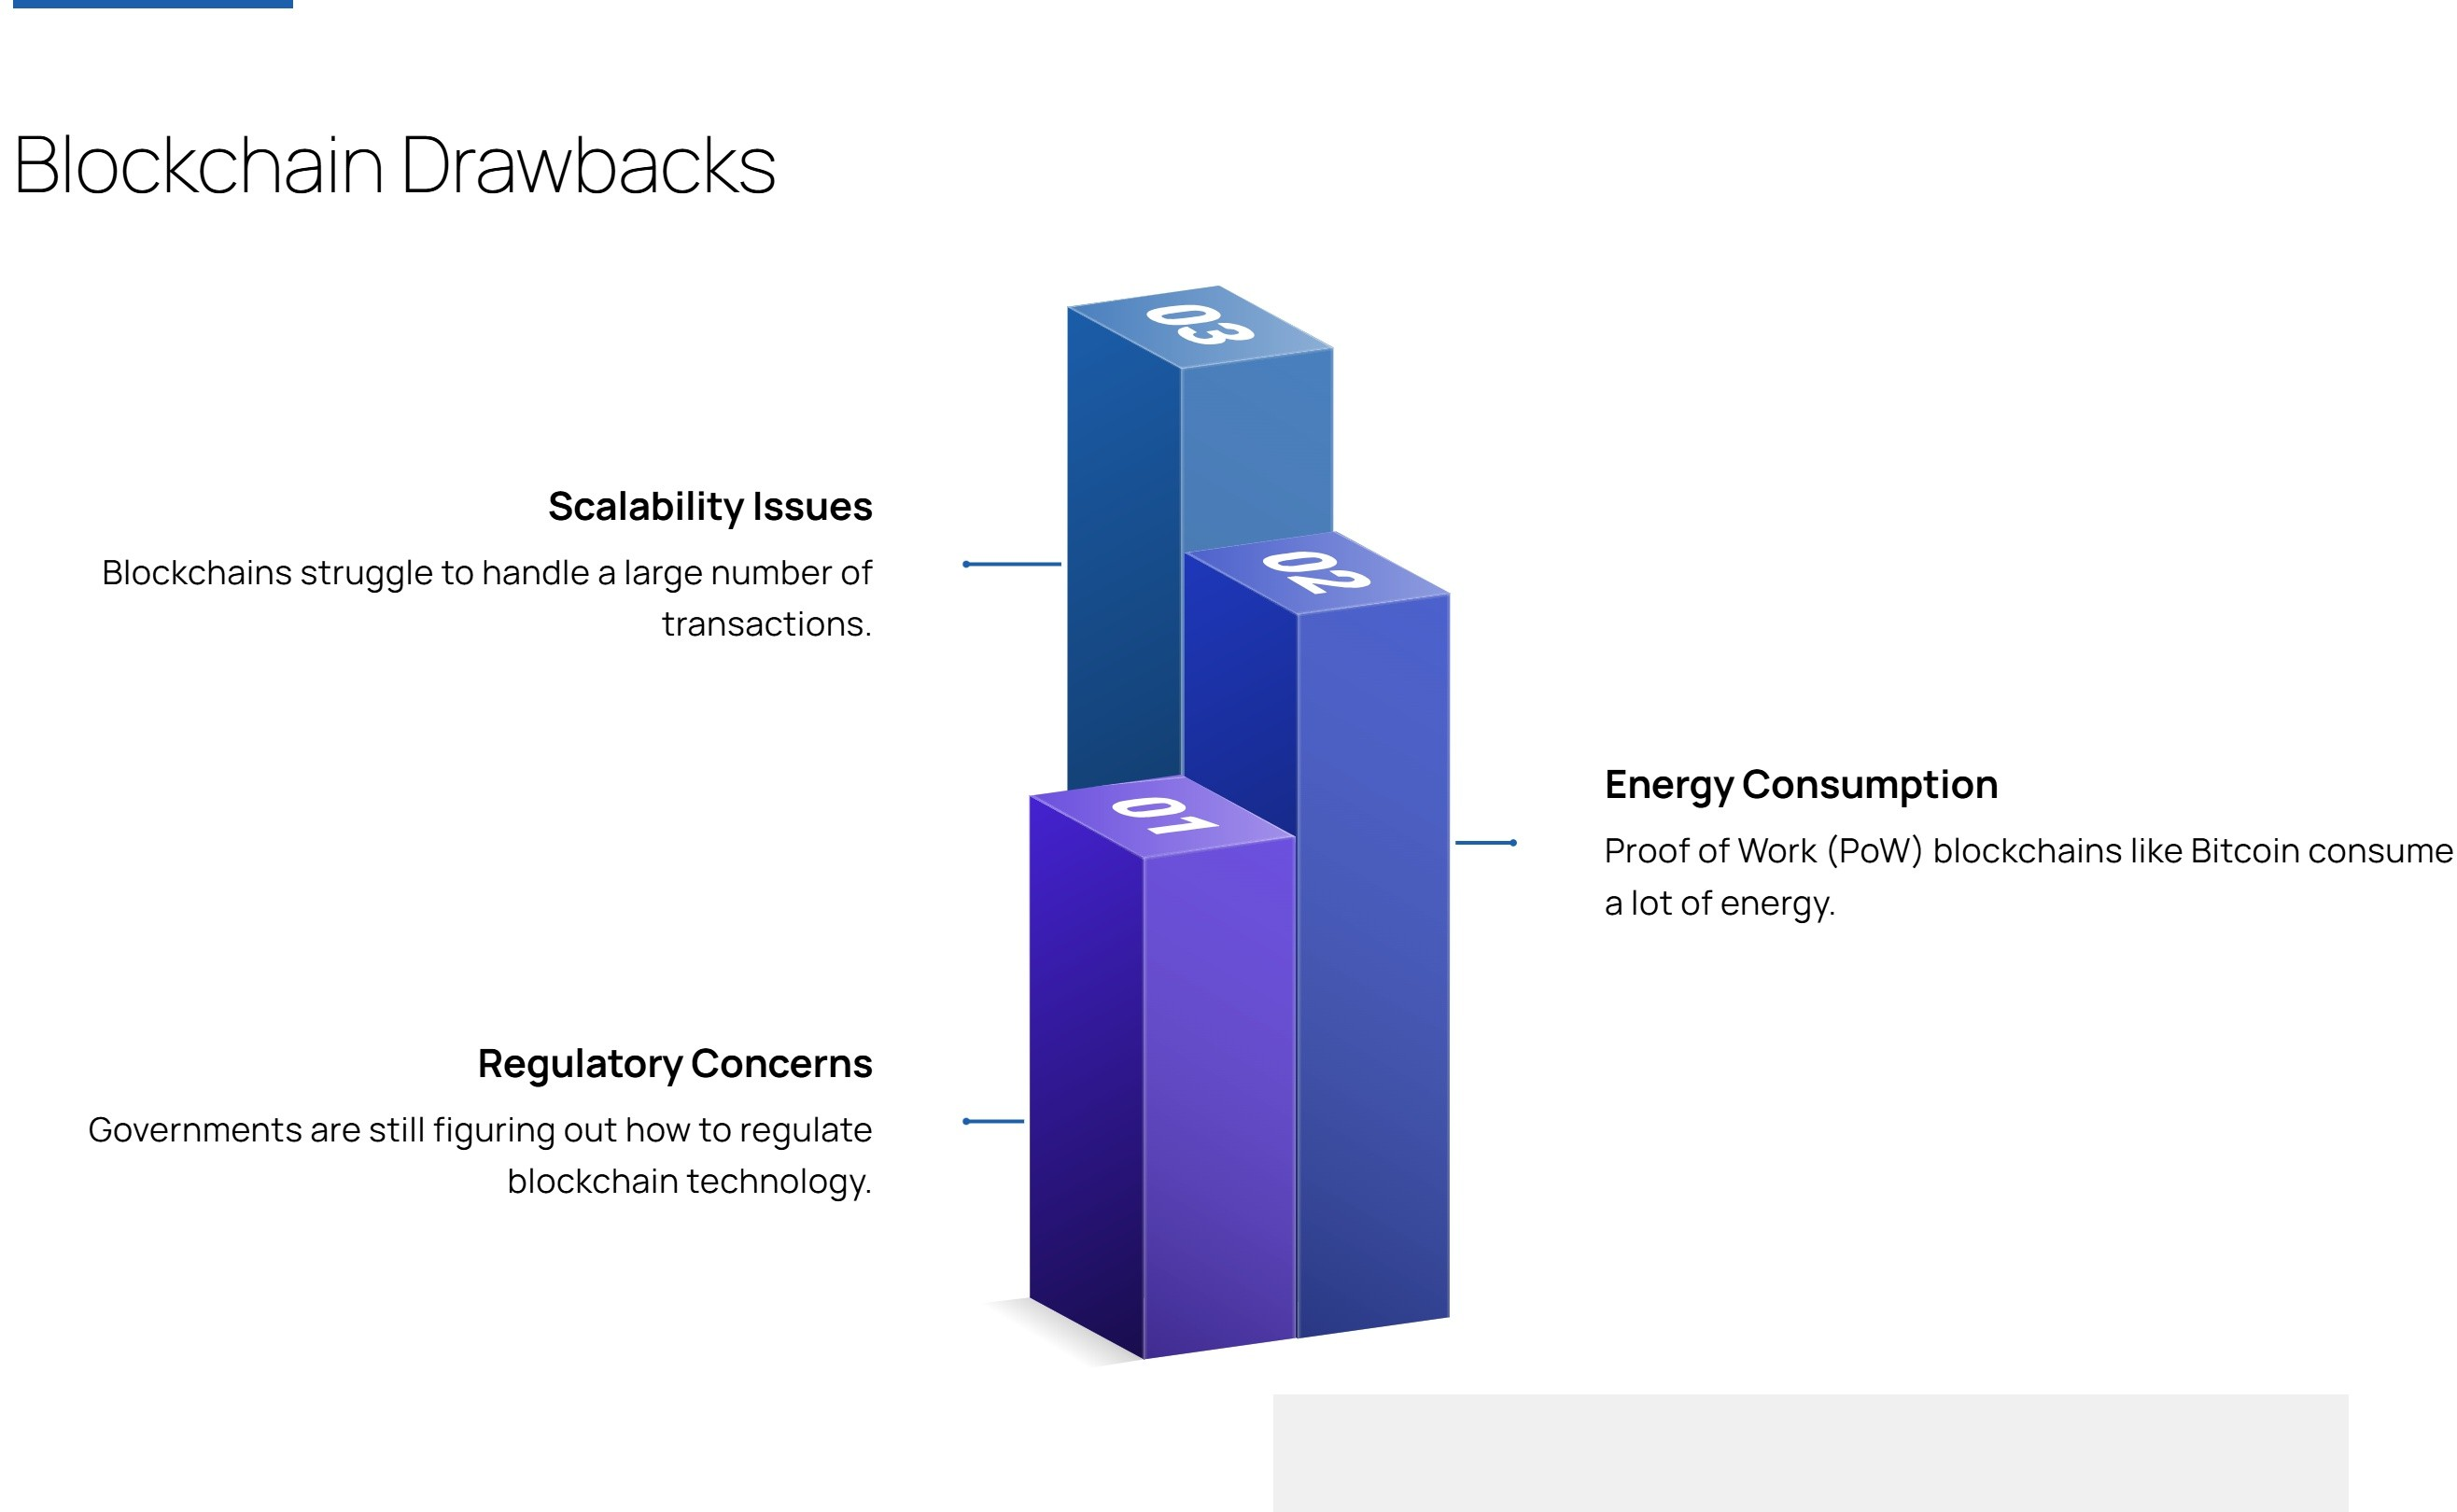 Blockchain Drawbacks
03
Scalability Issues
Blockchains struggle to handle a large number of
transactions.
02
Energy Consumption
Proof of Work (PoW) blockchains like Bitcoin consume
a lot of energy.
01
Regulatory Concerns
Governments are still figuring out how to regulate
blockchain technology.